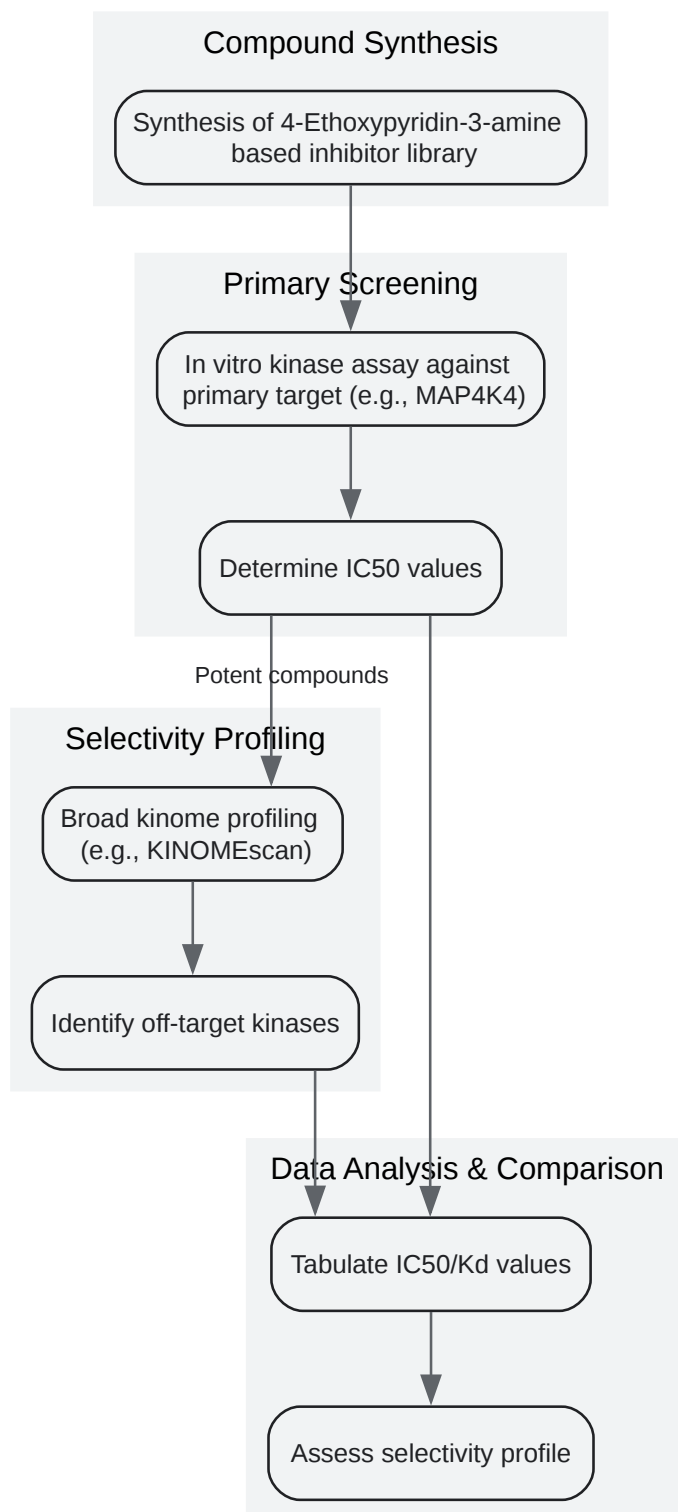 Compound Synthesis
Synthesis of 4-Ethoxypyridin-3-amine
based inhibitor library
Primary Screening
In vitro kinase assay against
primary target (e.g., MAP4K4)
Determine IC50 values
Potent compounds
Selectivity Profiling
Broad kinome profiling
(e.g., KINOMEscan)
Identify off-target kinases
Data Analysis & Comparison
Tabulate IC50/Kd values
Assess selectivity profile